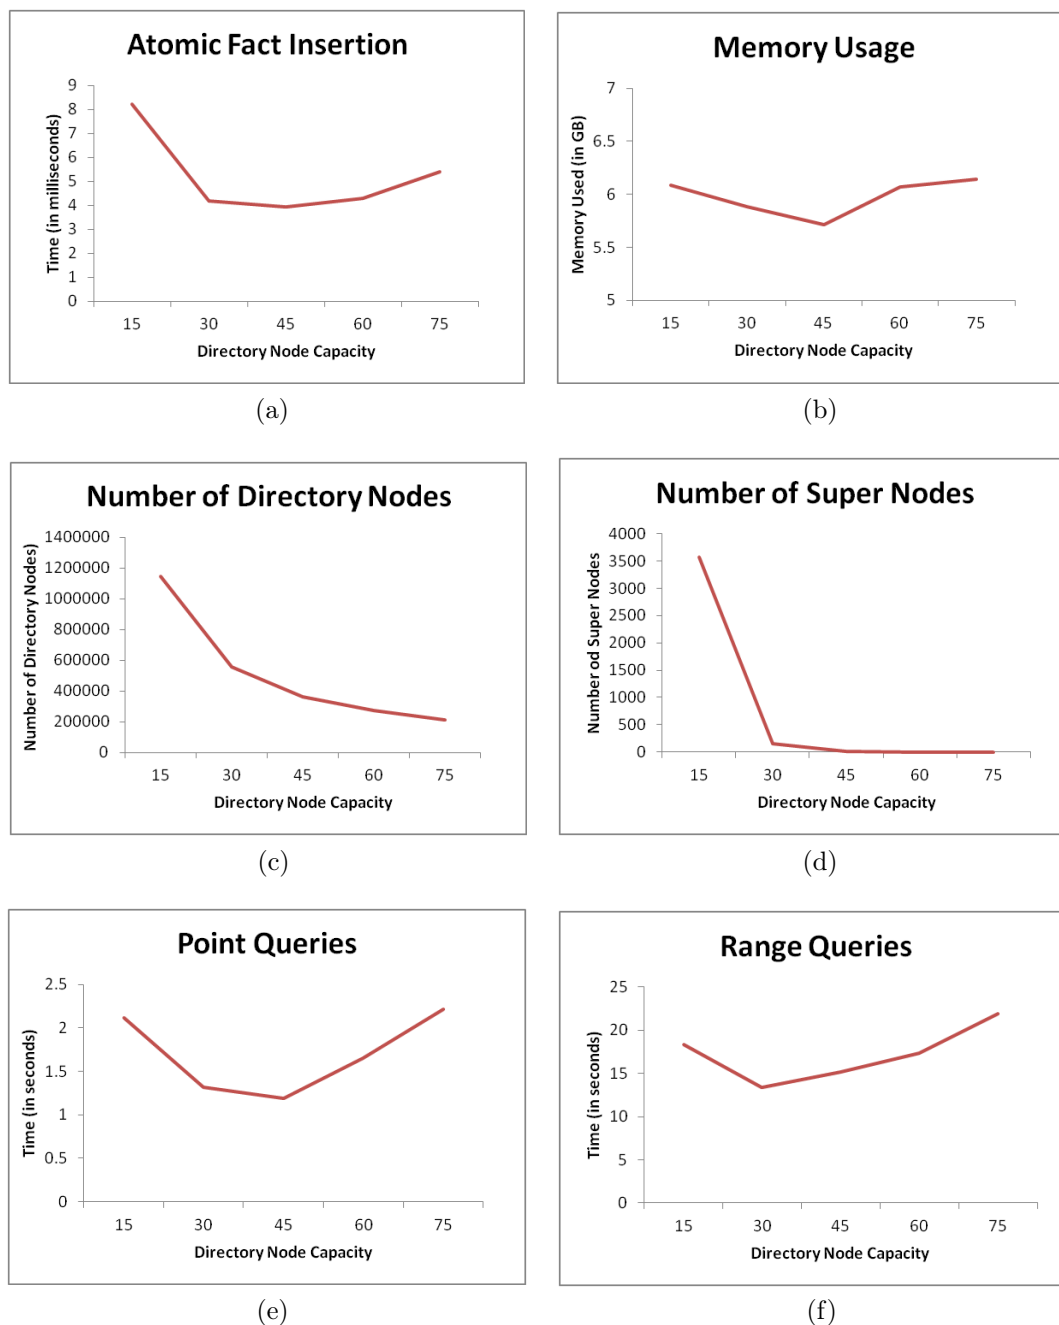 Atomic Fact Insertion
Time (in milliseconds)
9
8
7
6
5
4
3
2
1
0
15 30 45 60 75
Directory Node Capacity
(a)
Memory Usage
Memory Used (in GB)
7
6.5
6
5.5
5
15 30 45 60 75
Directory Node Capacity
(b)
Number of Directory Nodes
Number of Directory Nodes)
1400000
1200000
1000000
800000
600000
400000
200000
0
15 30 45 60 75
Directory Node Capacity
(c)
Number of Super Nodes
Number od Super Nodes
4000
3500
3000
2500
2000
1500
1000
500
0
15 30 45 60 75
Directory Node Capacity
(d)
Point Queries
Time (in seconds)
2.5
2
1.5
1
0.5
0
15 30 45 60 75
Directory Node Capacity
(e)
Range Queries
Time (in seconds)
25
20
15
10
5
0
15 30 45 60 75
Directory Node Capacity
(f)